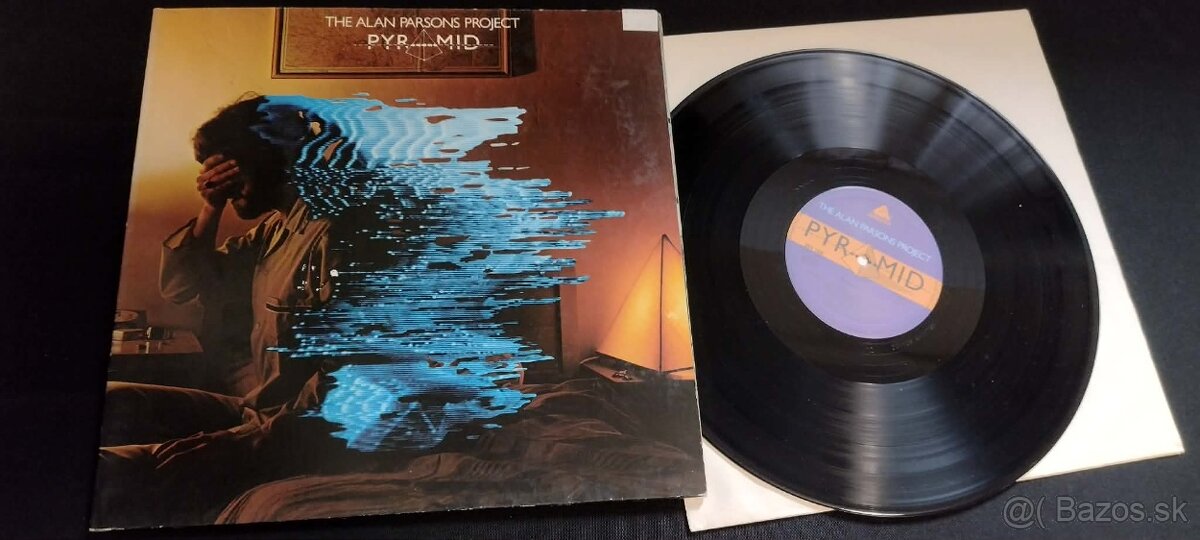 THE ALAN PARSONS PROJECT
PYRAMID
THE ALAN PARSONS PROJECT
PYRAMID
@( Bazos.sk